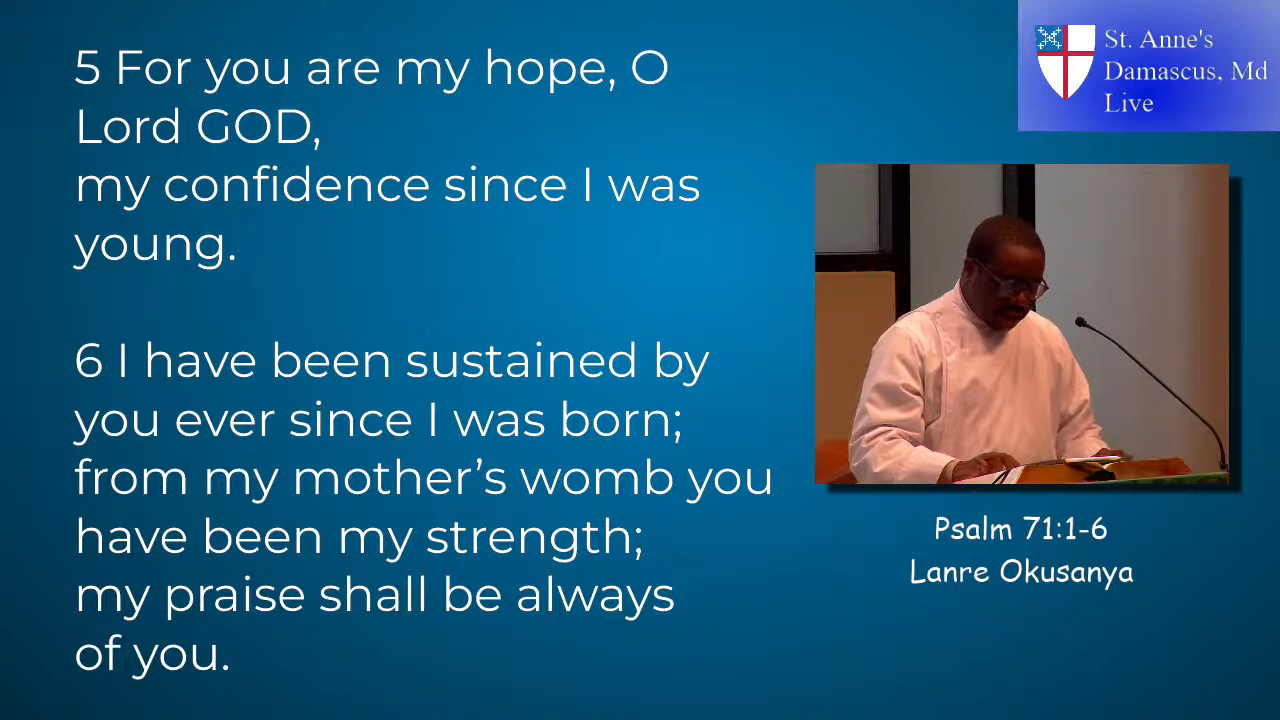 5 For you are my hope, O
Lord GOD,
my confidence since I was
young.
6 I have been sustained by
you ever since I was born;
from my mother’s womb you
have been my strength;
my praise shall be always
of you.
St. Anne's
Damascus, Md
Live
Psalm 71:1-6
Lanre Okusanya